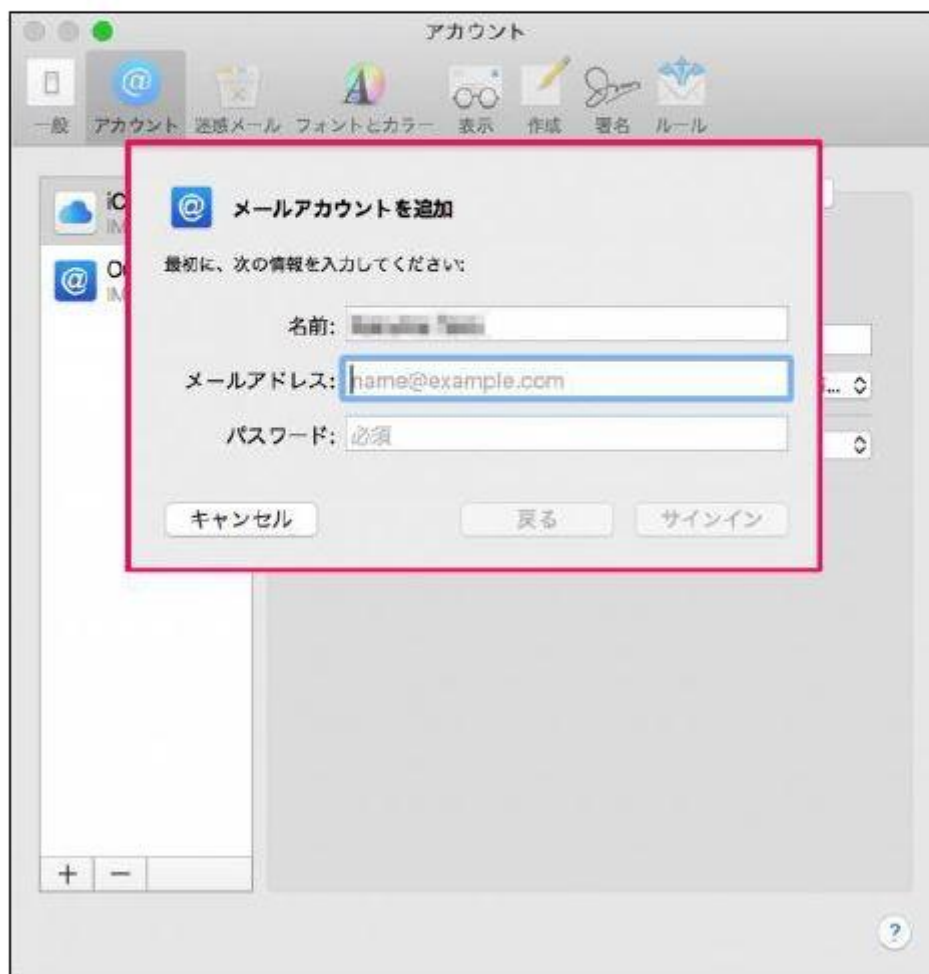 アカウント
一般 アカウント 迷惑メール フォントとカラー 表示 作成 署名 ルール
iC
IM
メールアカウントを追加
最初に、次の情報を入力してください:
名前:
メールアドレス: name@example.com
パスワード: 必須
キャンセル 戻る サインイン
+ −
?